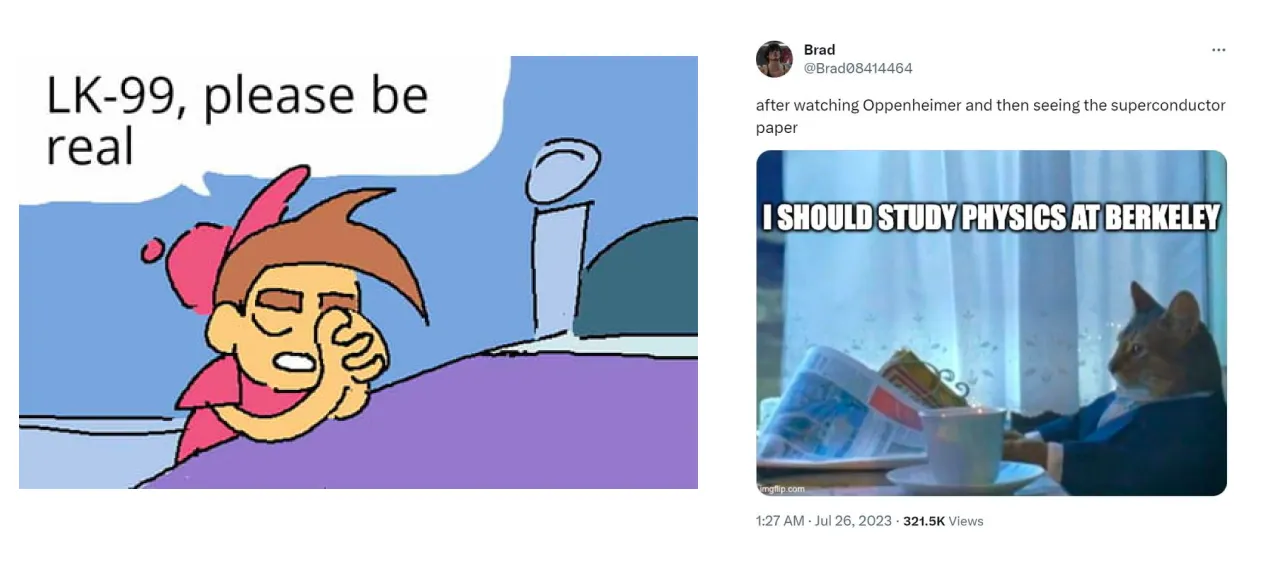 LK-99, please be
real
Brad
@Brad08414464
after watching Oppenheimer and then seeing the superconductor
paper
I SHOULD STUDY PHYSICS AT BERKELEY
imgflip.com
1:27 AM · Jul 26, 2023 · 321.5K Views